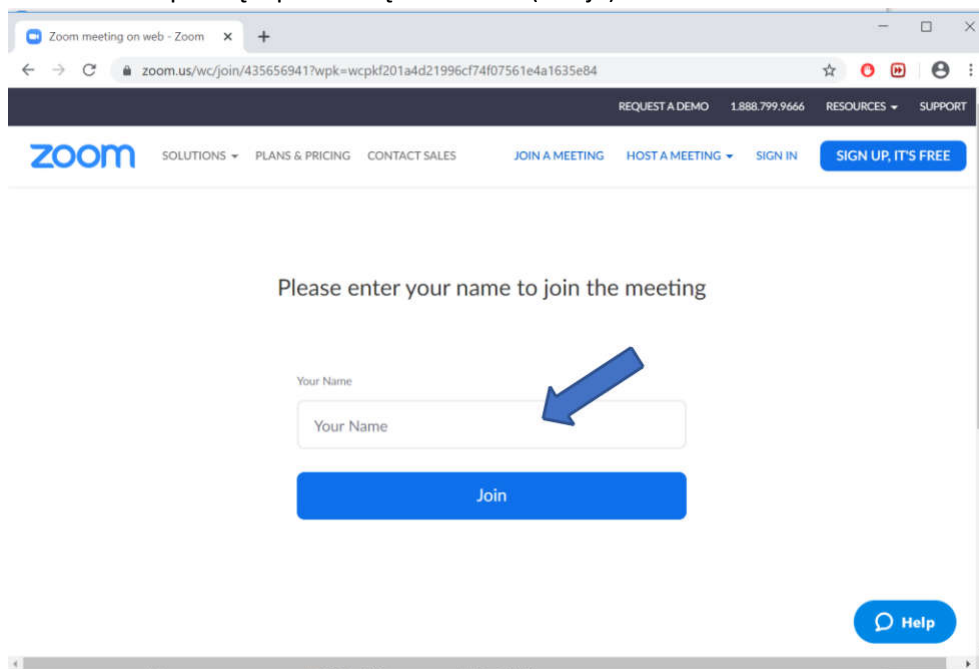 Zoom meeting on web - Zoom
zoom.us/wc/join/435656941?wpk=wcpkf201a4d21996cf74f07561e4a1635e84
REQUEST A DEMO 1.888.799.9666 RESOURCES SUPPORT
zoom SOLUTIONS PLANS & PRICING CONTACT SALES JOIN A MEETING HOST A MEETING SIGN IN SIGN UP, IT'S FREE
Please enter your name to join the meeting
Your Name
Your Name
Join
Help